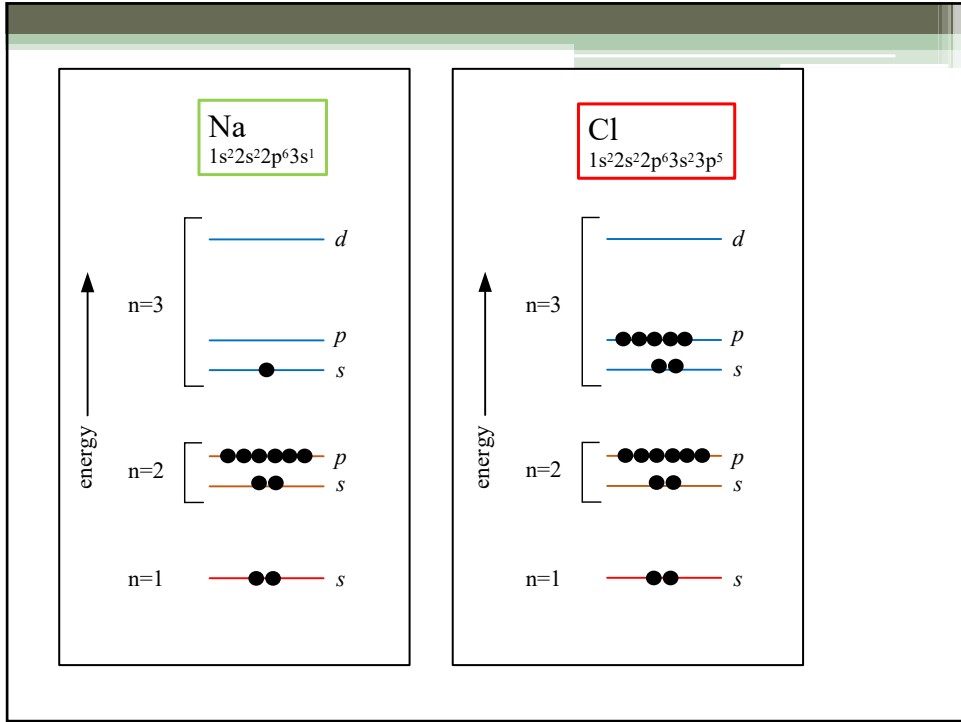 Na
1s²2s²2p⁶3s¹
d
n=3
p
s
energy
n=2
p
s
n=1
s
Cl
1s²2s²2p⁶3s²3p⁵
d
n=3
p
s
energy
n=2
p
s
n=1
s